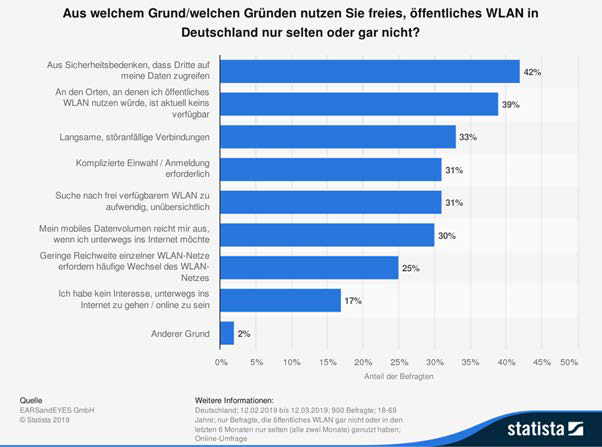 Aus welchem Grund/welchen Gründen nutzen Sie freies, öffentliches WLAN in
Deutschland nur selten oder gar nicht?
Aus Sicherheitsbedenken, dass Dritte auf
meine Daten zugreifen
42%
An den Orten, an denen ich öffentliches
WLAN nutzen würde, ist aktuell keins
verfügbar
39%
Langsame, störanfällige Verbindungen
33%
Komplizierte Einwahl / Anmeldung
erforderlich
31%
Suche nach frei verfügbarem WLAN zu
aufwendig, unübersichtlich
31%
Mein mobiles Datenvolumen reicht mir aus,
wenn ich unterwegs ins Internet möchte
30%
Geringe Reichweite einzelner WLAN-Netze
erfordern häufige Wechsel des WLAN-
Netzes
25%
Ich habe kein Interesse, unterwegs ins
Internet zu gehen / online zu sein
17%
Anderer Grund
2%
0% 5% 10% 15% 20% 25% 30% 35% 40% 45% 50%
Anteil der Befragten
Quelle
EARSandEYES GmbH
© Statista 2019
Weitere Informationen:
Deutschland; 12.02.2019 bis 12.03.2019; 900 Befragte; 18-69
Jahre; nur Befragte, die öffentliches WLAN gar nicht oder in den
letzten 6 Monaten nur selten (alle zwei Monate) genutzt haben;
Online-Umfrage
statista